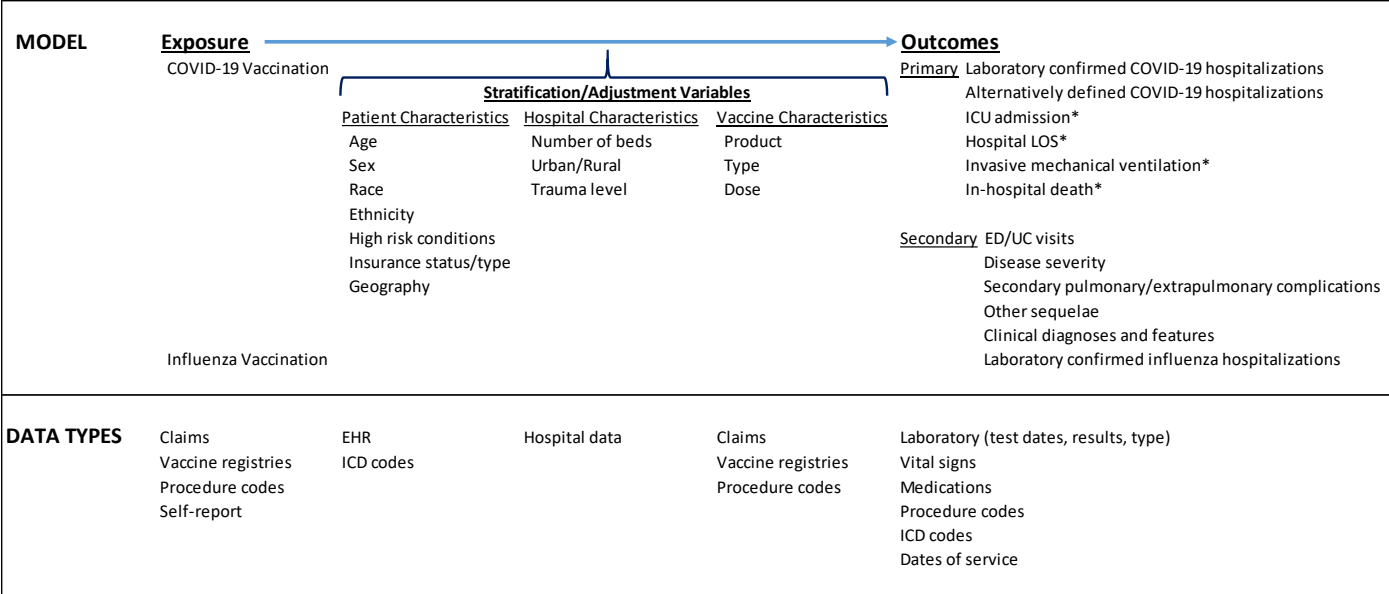 MODEL Exposure Outcomes
COVID-19 Vaccination Primary Laboratory confirmed COVID-19 hospitalizations
Stratification/Adjustment Variables Alternatively defined COVID-19 hospitalizations
Patient Characteristics Hospital Characteristics Vaccine Characteristics ICU admission*
Age Number of beds Product Hospital LOS*
Sex Urban/Rural Type Invasive mechanical ventilation*
Race Trauma level Dose In-hospital death*
Ethnicity
High risk conditions Secondary ED/UC visits
Insurance status/type Disease severity
Geography Secondary pulmonary/extrapulmonary complications
Other sequelae
Clinical diagnoses and features
Influenza Vaccination Laboratory confirmed influenza hospitalizations
DATA TYPES Claims EHR Hospital data Claims Laboratory (test dates, results, type)
Vaccine registries ICD codes Vaccine registries Vital signs
Procedure codes Procedure codes Medications
Self-report Procedure codes
ICD codes
Dates of service